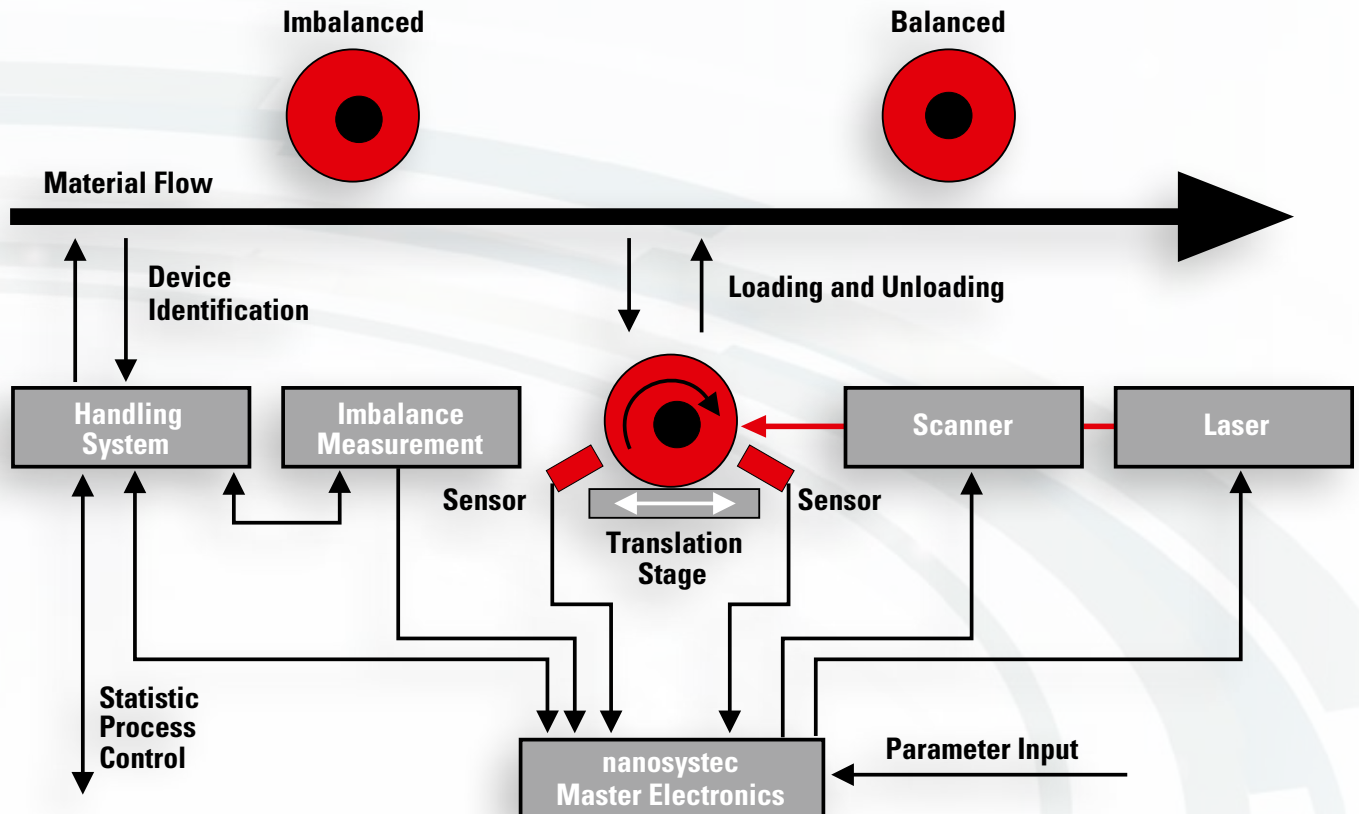 Imbalanced
Balanced
Material Flow
Device
Identification
Loading and Unloading
Handling
System
Imbalance
Measurement
Scanner
Laser
Sensor
Sensor
Translation
Stage
Statistic
Process
Control
nanosystec
Master Electronics
Parameter Input